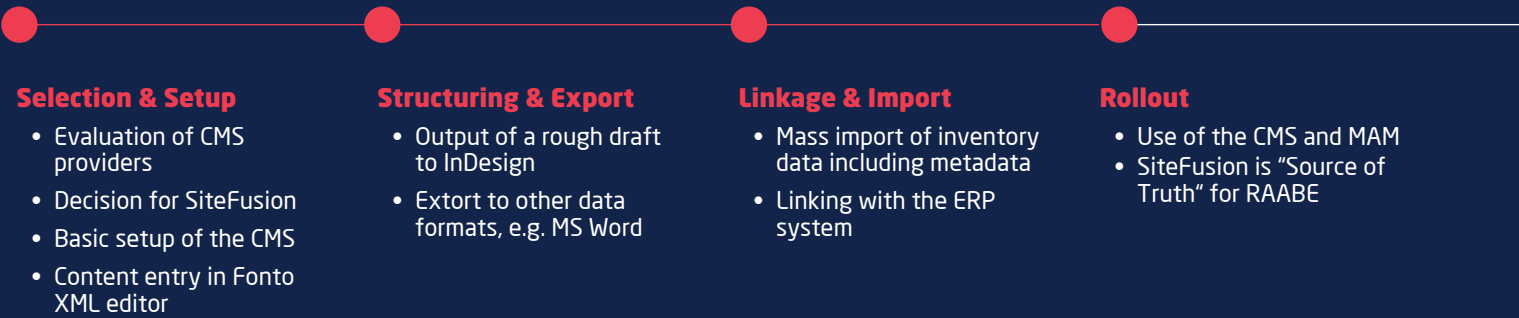 Selection & Setup
• Evaluation of CMS
providers
• Decision for SiteFusion
• Basic setup of the CMS
• Content entry in Fonto
XML editor
Structuring & Export
• Output of a rough draft
to InDesign
• Extort to other data
formats, e.g. MS Word
Linkage & Import
• Mass import of inventory
data including metadata
• Linking with the ERP
system
Rollout
• Use of the CMS and MAM
• SiteFusion is “Source of
Truth“ for RAABE